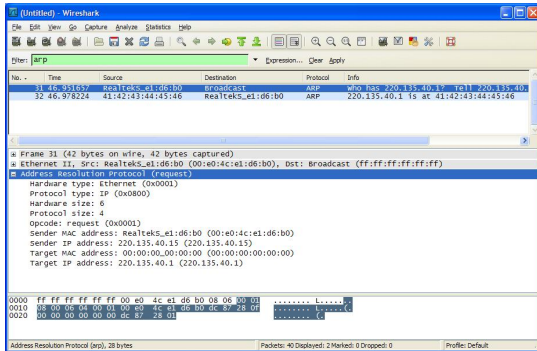 (Untitled) - Wireshark
File Edit View Go Capture Analyze Statistics Help
Filter: arp Expression... Clear Apply
No. Time Source Destination Protocol Info
31 46.951657 RealtekS_e1:d6:b0 Broadcast ARP Who has 220.135.40.1? Tell 220.135.40.
32 46.978224 41:42:43:44:45:46 RealtekS_e1:d6:b0 ARP 220.135.40.1 is at 41:42:43:44:45:46
Frame 31 (42 bytes on wire, 42 bytes captured)
Ethernet II, Src: RealtekS_e1:d6:b0 (00:e0:4c:e1:d6:b0), Dst: Broadcast (ff:ff:ff:ff:ff:ff)
Address Resolution Protocol (request)
Hardware type: Ethernet (0x0001)
Protocol type: IP (0x0800)
Hardware size: 6
Protocol size: 4
Opcode: request (0x0001)
Sender MAC address: RealtekS_e1:d6:b0 (00:e0:4c:e1:d6:b0)
Sender IP address: 220.135.40.15 (220.135.40.15)
Target MAC address: 00:00:00_00:00:00 (00:00:00:00:00:00)
Target IP address: 220.135.40.1 (220.135.40.1)
0000 ff ff ff ff ff ff 00 e0 4c e1 d6 b0 08 06 00 01 ........ L.......
0010 08 00 06 04 00 01 00 e0 4c e1 d6 b0 dc 87 28 0f ........ L.....(.
0020 00 00 00 00 00 00 dc 87 28 01 ........ (.
Address Resolution Protocol (arp), 28 bytes Packets: 40 Displayed: 2 Marked: 0 Dropped: 0 Profile: Default